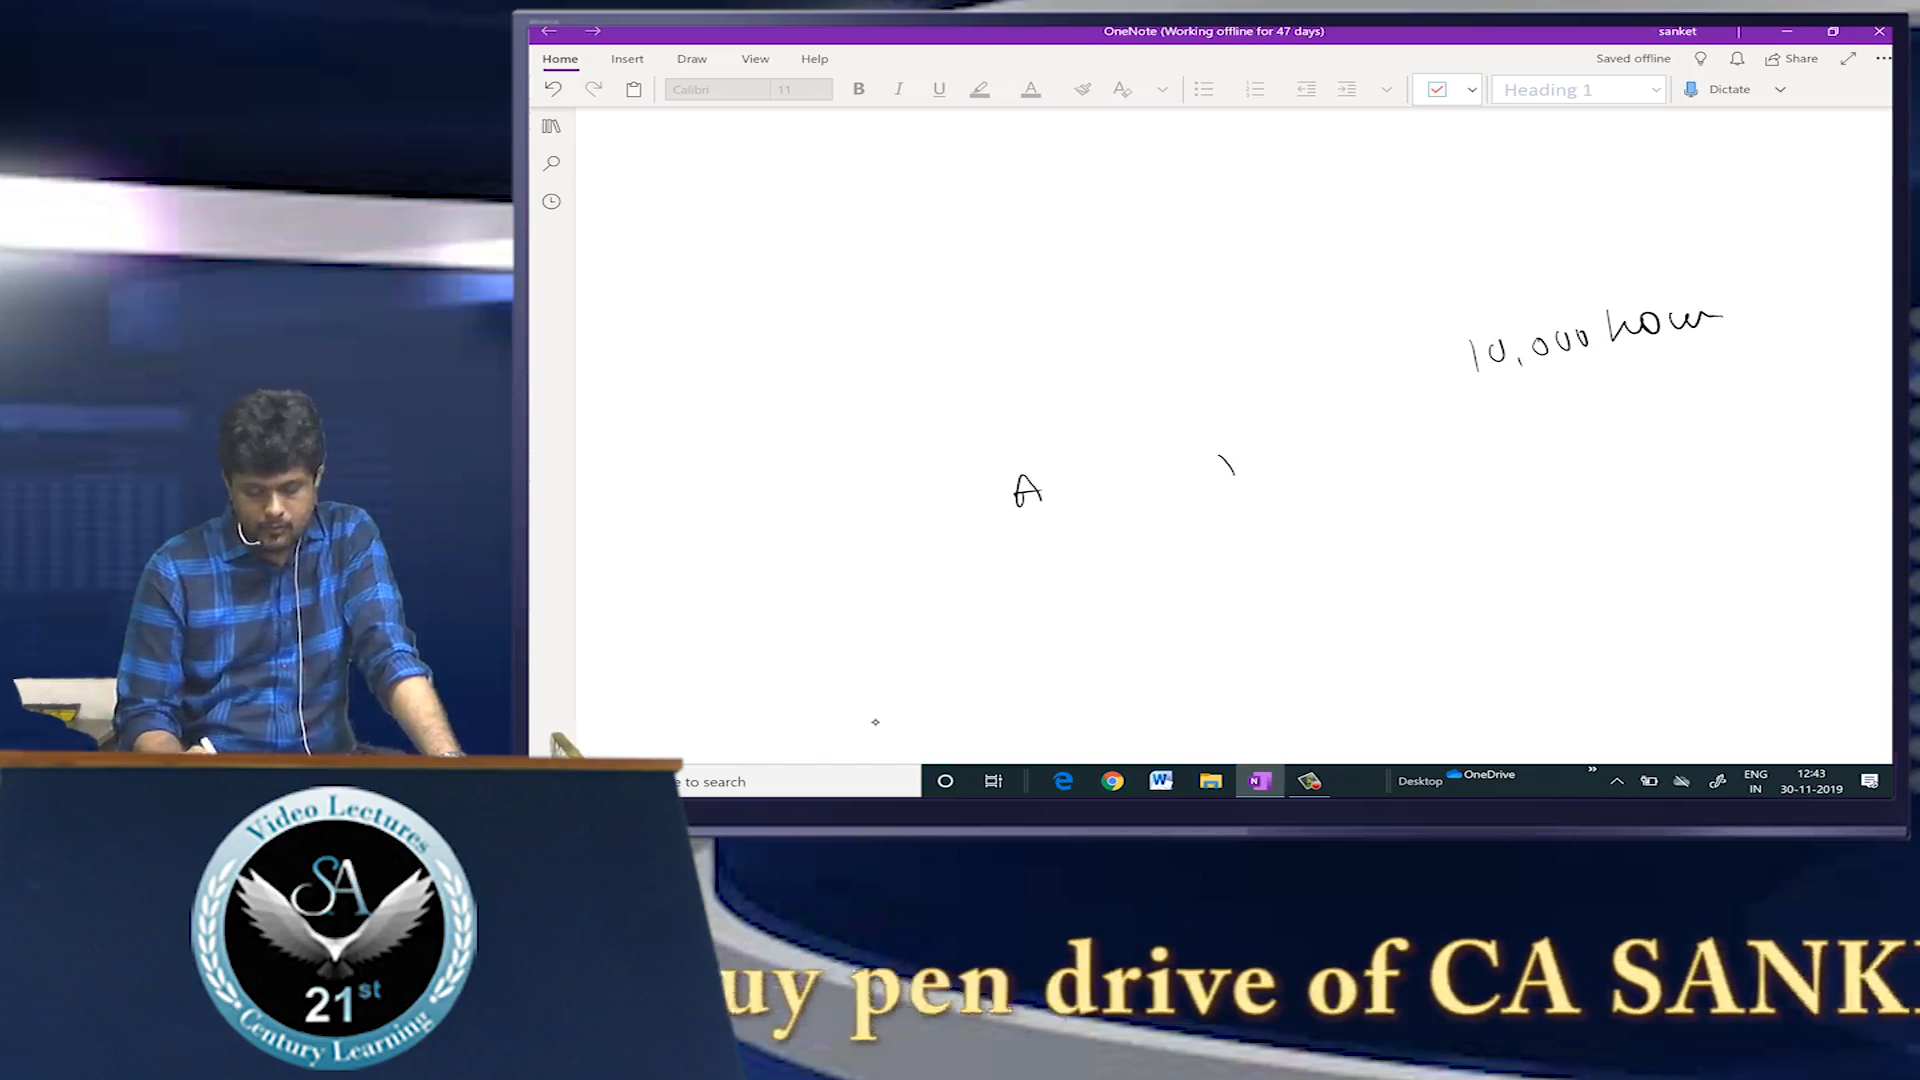 OneNote (Working offline for 47 days)
sanket
Home Insert Draw View Help
Saved offline
Share
Calibri 11
B I U A A
Heading 1
Dictate
10,000 hour
A
e to search
Desktop
OneDrive
ENG
IN
12:43
30-11-2019
Video Lectures
SA
21st
Century Learning
uy pen drive of CA SANK